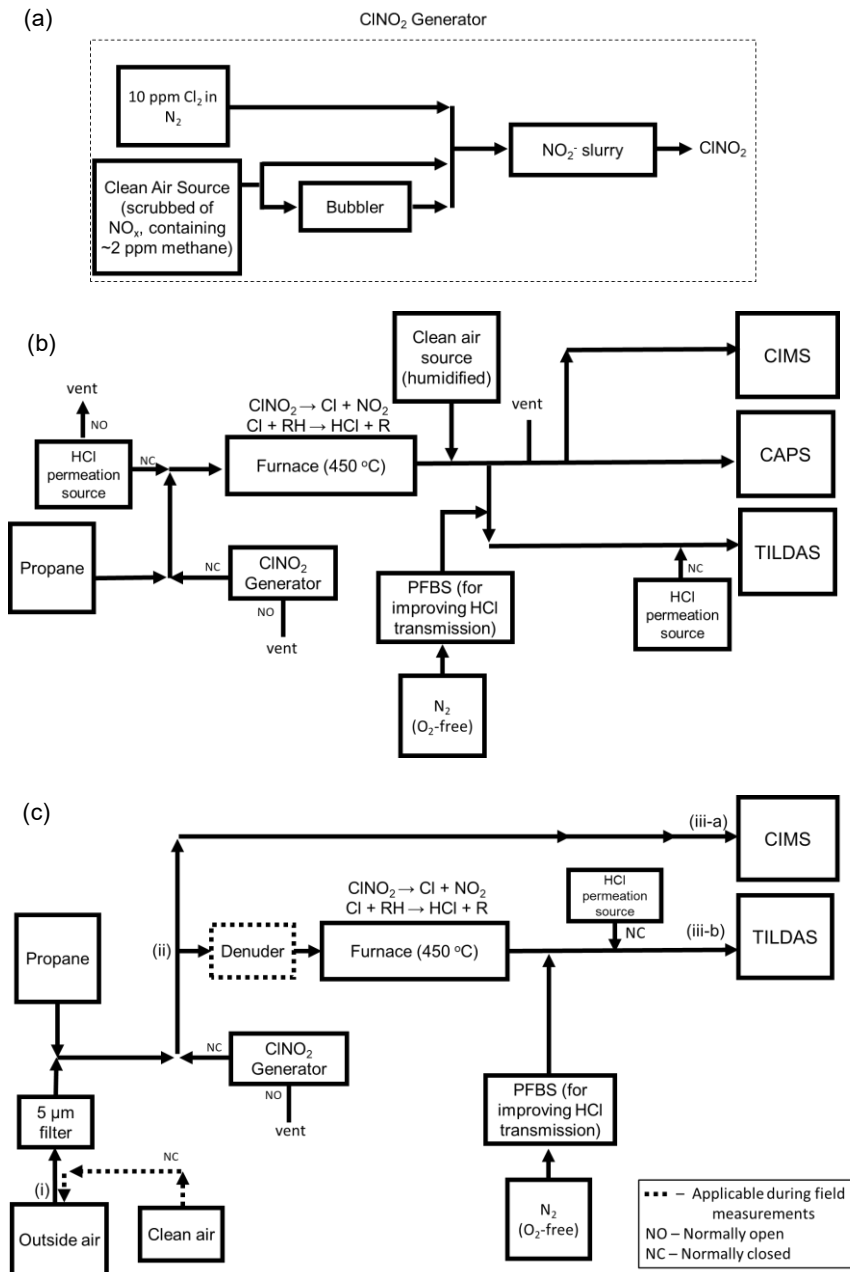 (a)
ClNO₂ Generator
10 ppm Cl₂ in
N₂
Clean Air Source
(scrubbed of
NOₓ, containing
~2 ppm methane)
Bubbler
NO₂⁻ slurry
ClNO₂
(b)
vent
NO
HCl
permeation
source
NC
Propane
NC
ClNO₂
Generator
NO
vent
ClNO₂ → Cl + NO₂
Cl + RH → HCl + R
Furnace (450 °C)
Clean air
source
(humidified)
vent
PFBS (for
improving HCl
transmission)
N₂
(O₂-free)
CIMS
CAPS
TILDAS
NC
HCl
permeation
source
(c)
(iii-a)
CIMS
ClNO₂ → Cl + NO₂
Cl + RH → HCl + R
HCl
permeation
source
NC
(iii-b)
TILDAS
Propane
(ii)
Denuder
Furnace (450 °C)
NC
ClNO₂
Generator
NO
vent
5 µm
filter
PFBS (for
improving HCl
transmission)
NC
(i)
Outside air
Clean air
N₂
(O₂-free)
– Applicable during field
measurements
NO – Normally open
NC – Normally closed